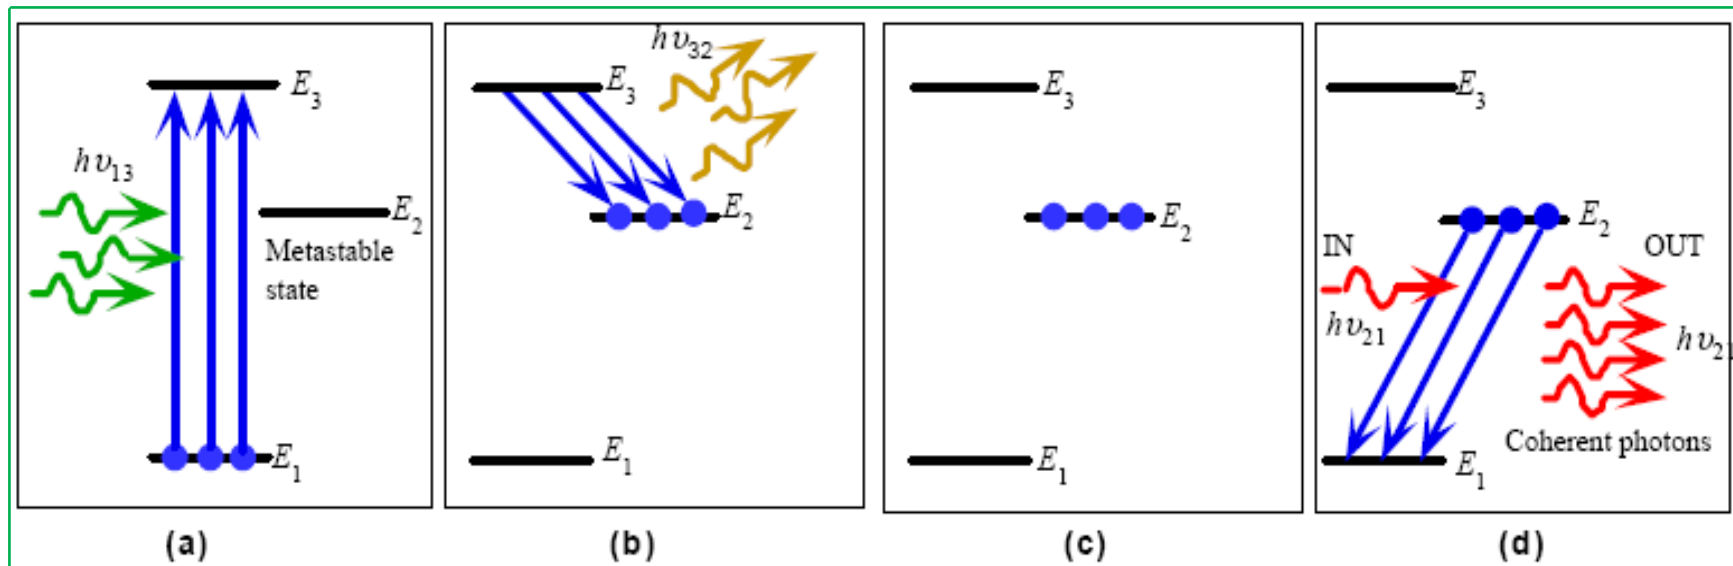 E₃
hυ₁₃
E₂
Metastable
state
E₁
(a)
hυ₃₂
E₃
E₂
E₁
(b)
E₃
E₂
E₁
(c)
E₃
E₂
IN
OUT
hυ₂₁
hυ₂₁
Coherent photons
E₁
(d)